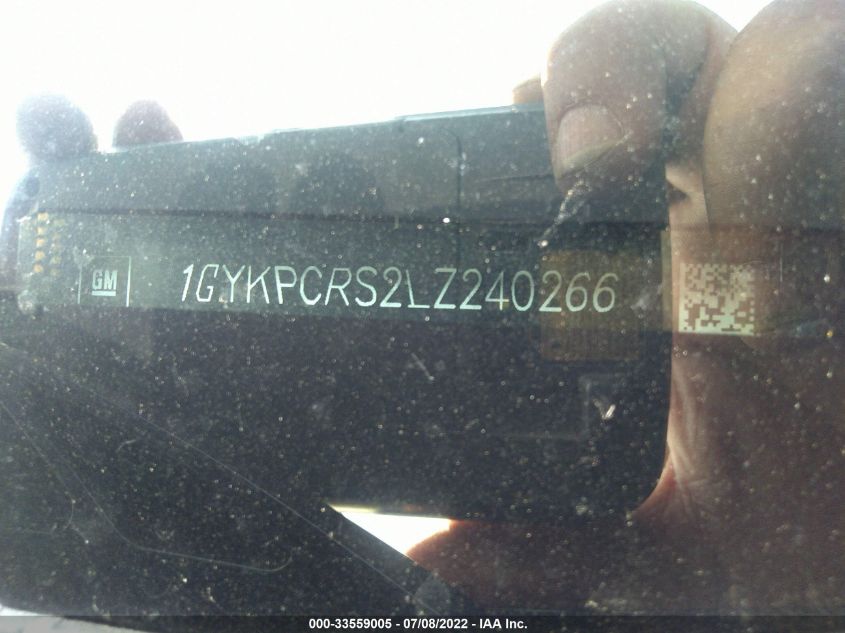 GM 1GYKPCRS2LZ240266
000-33559005 - 07/08/2022 - IAA Inc.